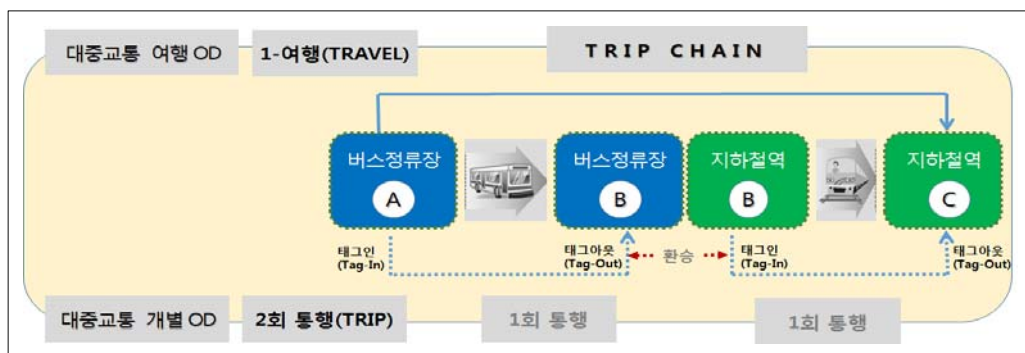 대중교통 여행 OD
1-여행(TRAVEL)
TRIP CHAIN
버스정류장
A
버스정류장
B
지하철역
B
지하철역
C
태그인
(Tag-In)
태그아웃
(Tag-Out)
환승
태그인
(Tag-In)
태그아웃
(Tag-Out)
대중교통 개별 OD
2회 통행(TRIP)
1회 통행
1회 통행